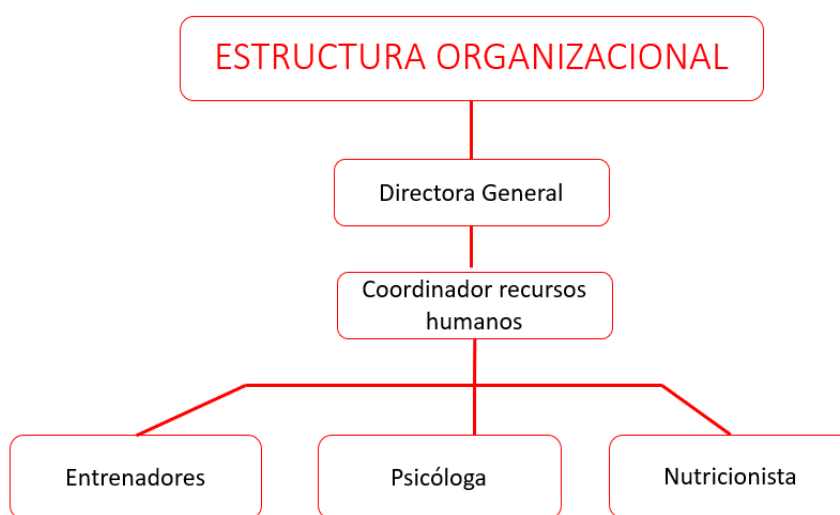 ESTRUCTURA ORGANIZACIONAL
Directora General
Coordinador recursos
humanos
Entrenadores
Psicóloga
Nutricionista